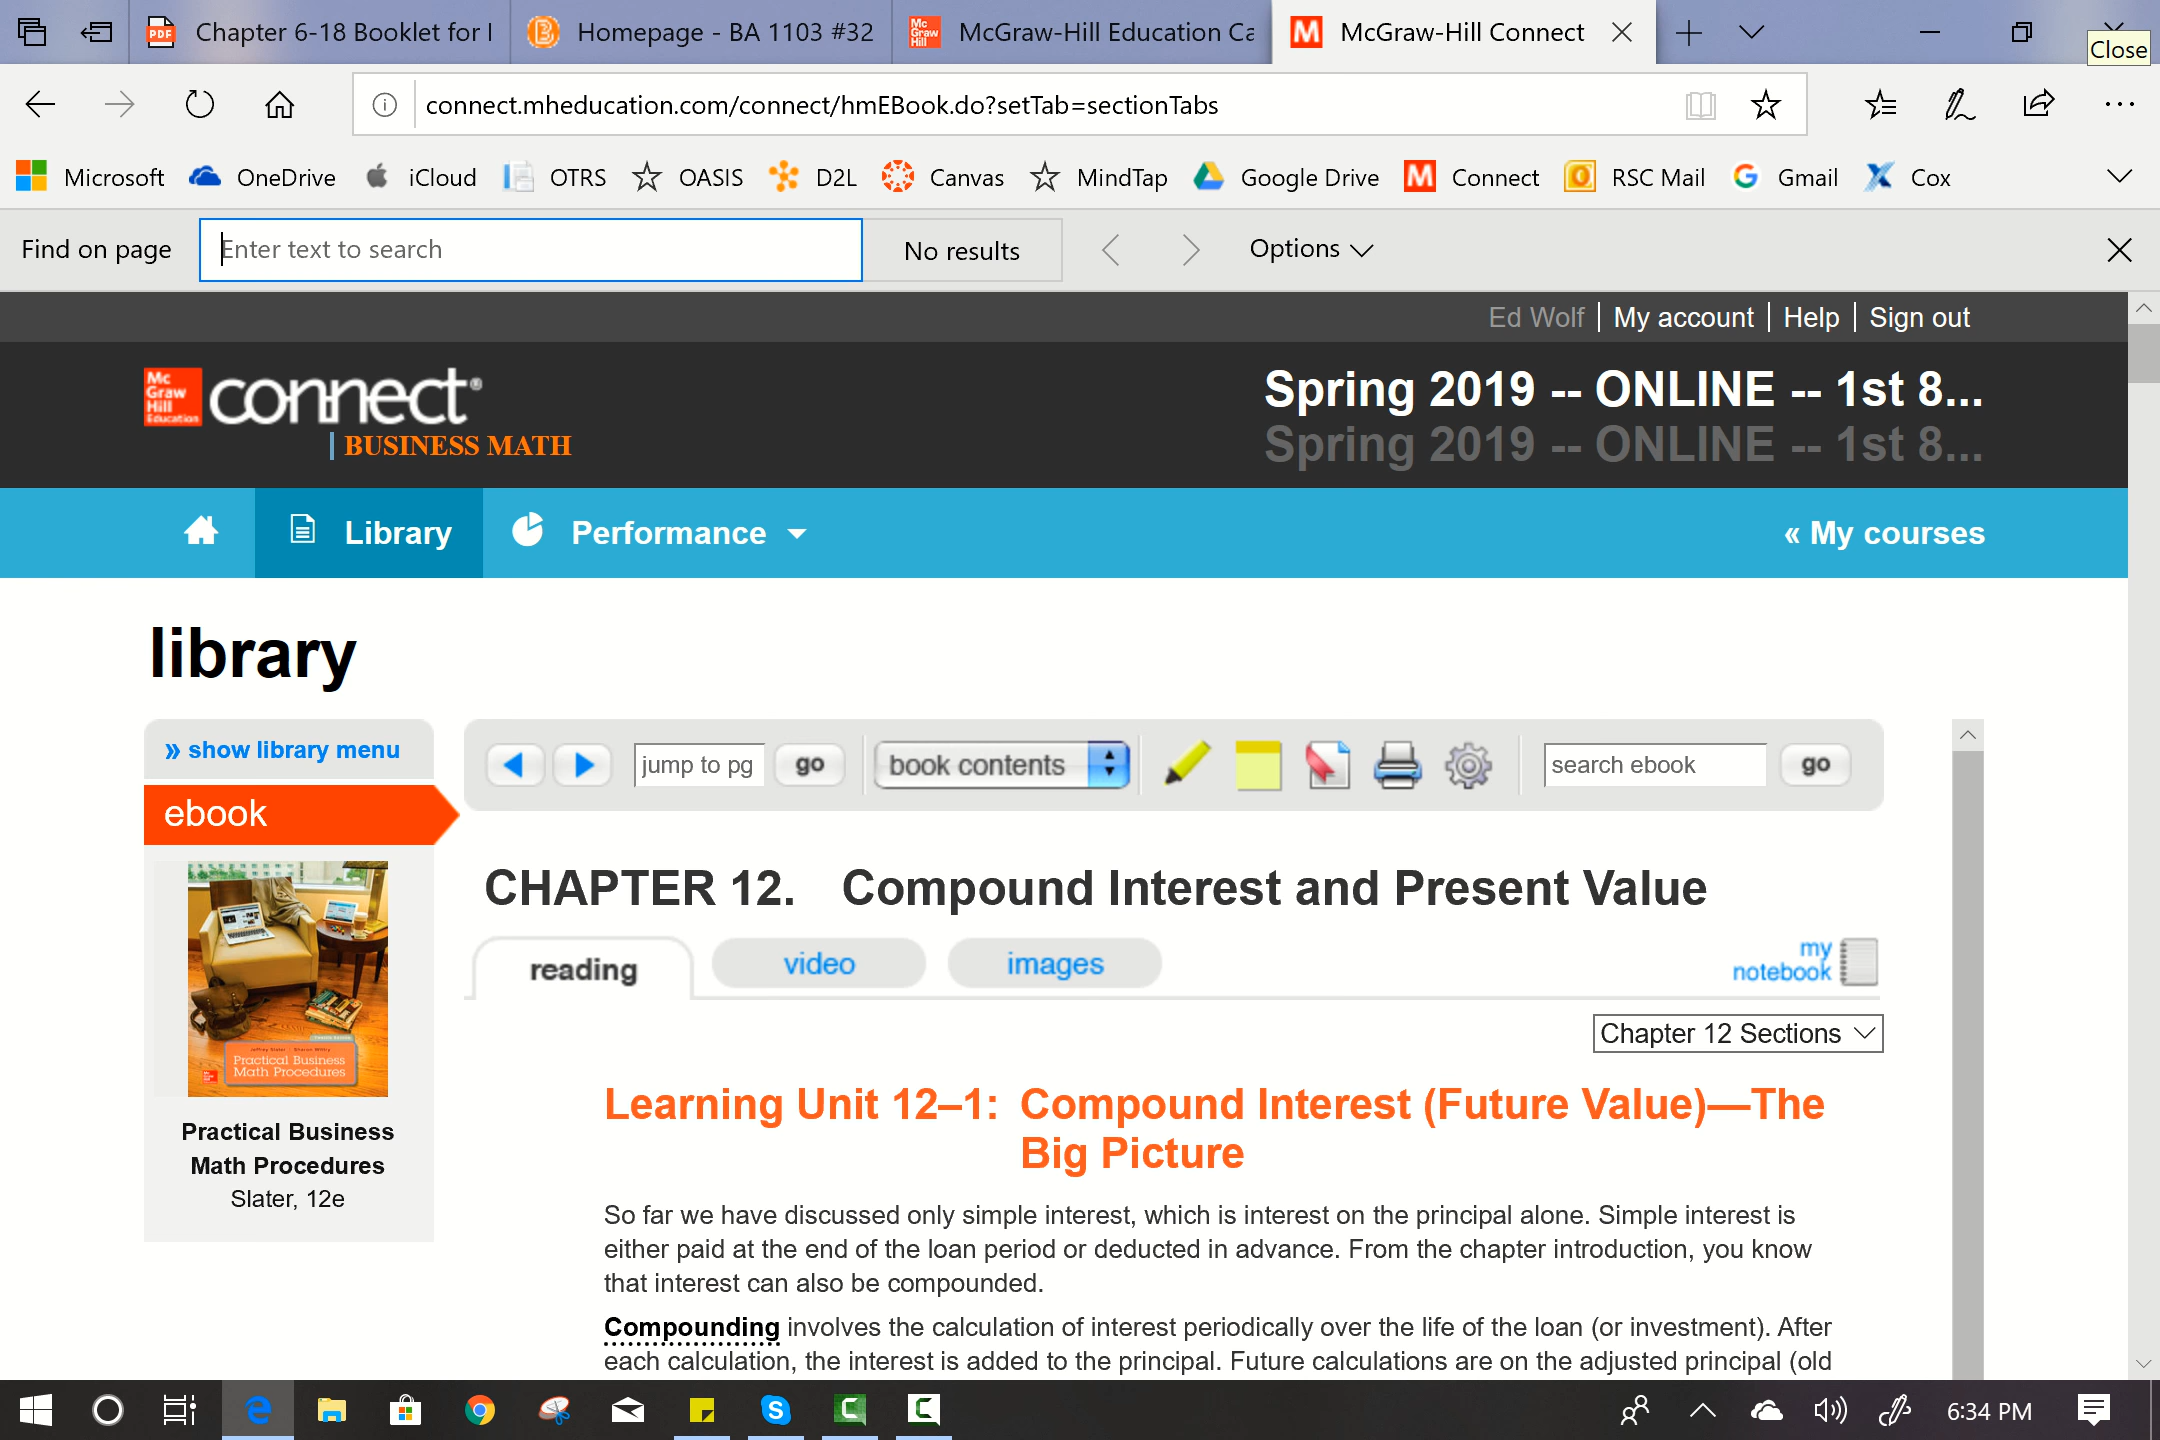 Chapter 6-18 Booklet for I
Homepage - BA 1103 #32
McGraw-Hill Education Ca
McGraw-Hill Connect
Close
connect.mheducation.com/connect/hmEBook.do?setTab=sectionTabs
Microsoft OneDrive iCloud OTRS OASIS D2L Canvas MindTap Google Drive Connect RSC Mail Gmail Cox
Find on page Enter text to search No results Options
Ed Wolf | My account | Help | Sign out
Mc Graw Hill Education connect®
BUSINESS MATH
Spring 2019 -- ONLINE -- 1st 8...
Spring 2019 -- ONLINE -- 1st 8...
Library Performance « My courses
library
» show library menu
jump to pg go book contents search ebook go
ebook
Practical Business
Math Procedures
Practical Business
Math Procedures
Slater, 12e
CHAPTER 12. Compound Interest and Present Value
reading video images my notebook
Chapter 12 Sections
Learning Unit 12–1: Compound Interest (Future Value)—The
Big Picture
So far we have discussed only simple interest, which is interest on the principal alone. Simple interest is
either paid at the end of the loan period or deducted in advance. From the chapter introduction, you know
that interest can also be compounded.
Compounding involves the calculation of interest periodically over the life of the loan (or investment). After
each calculation, the interest is added to the principal. Future calculations are on the adjusted principal (old
6:34 PM